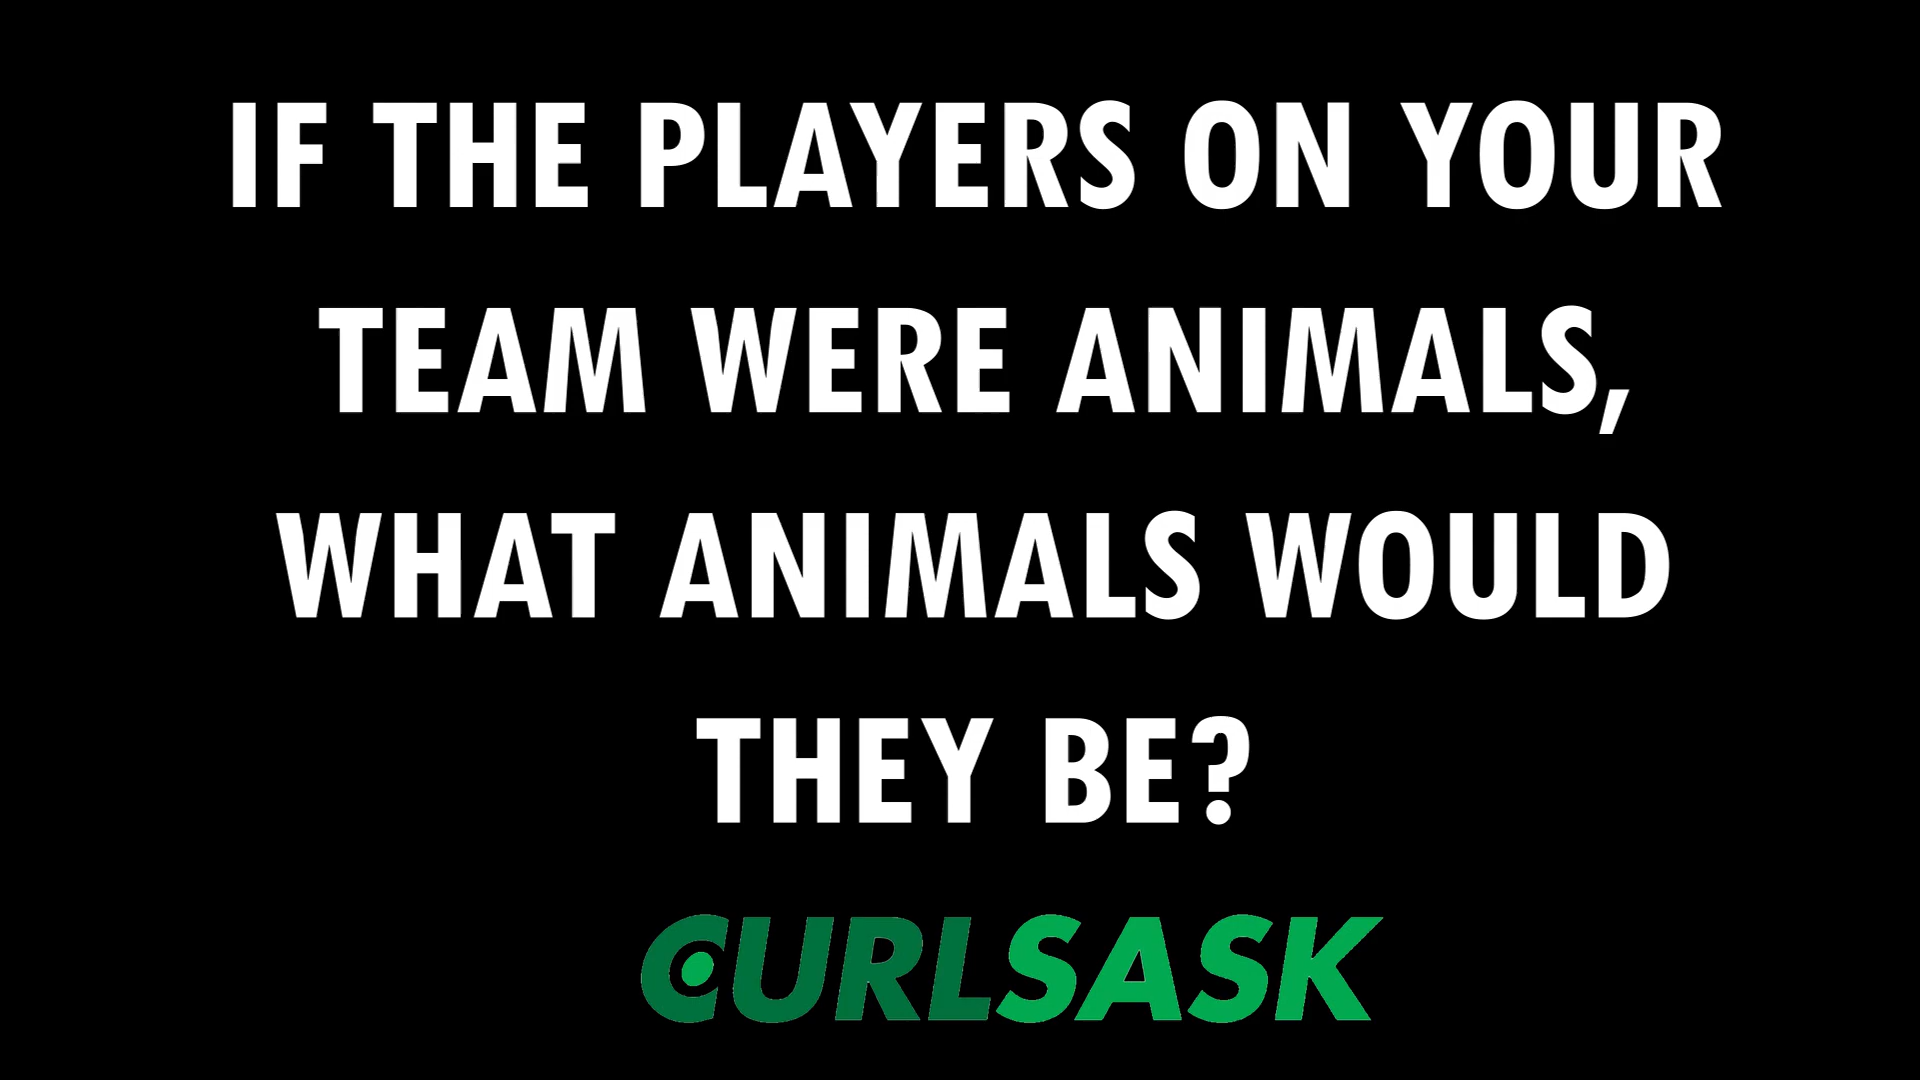 IF THE PLAYERS ON YOUR
TEAM WERE ANIMALS,
WHAT ANIMALS WOULD
THEY BE?
CURLSASK